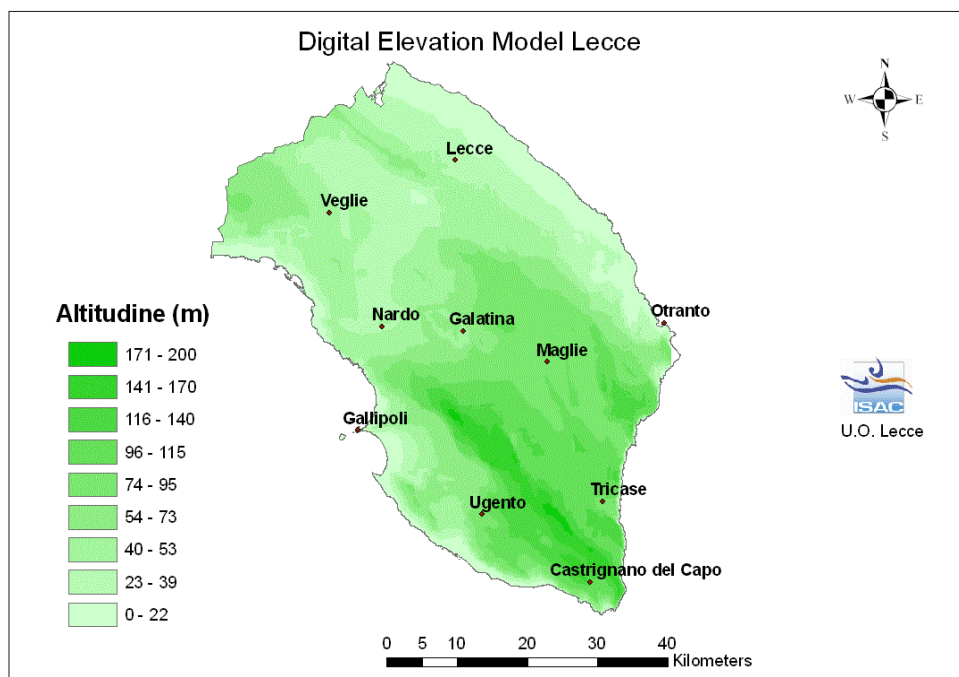 Digital Elevation Model Lecce
N
W E
S
Lecce
Veglie
Nardo
Galatina
Otranto
Maglie
Gallipoli
Ugento
Tricase
Castrignano del Capo
Altitudine (m)
171 - 200
141 - 170
116 - 140
96 - 115
74 - 95
54 - 73
40 - 53
23 - 39
0 - 22
ISAC
U.O. Lecce
0 5 10 20 30 40
Kilometers